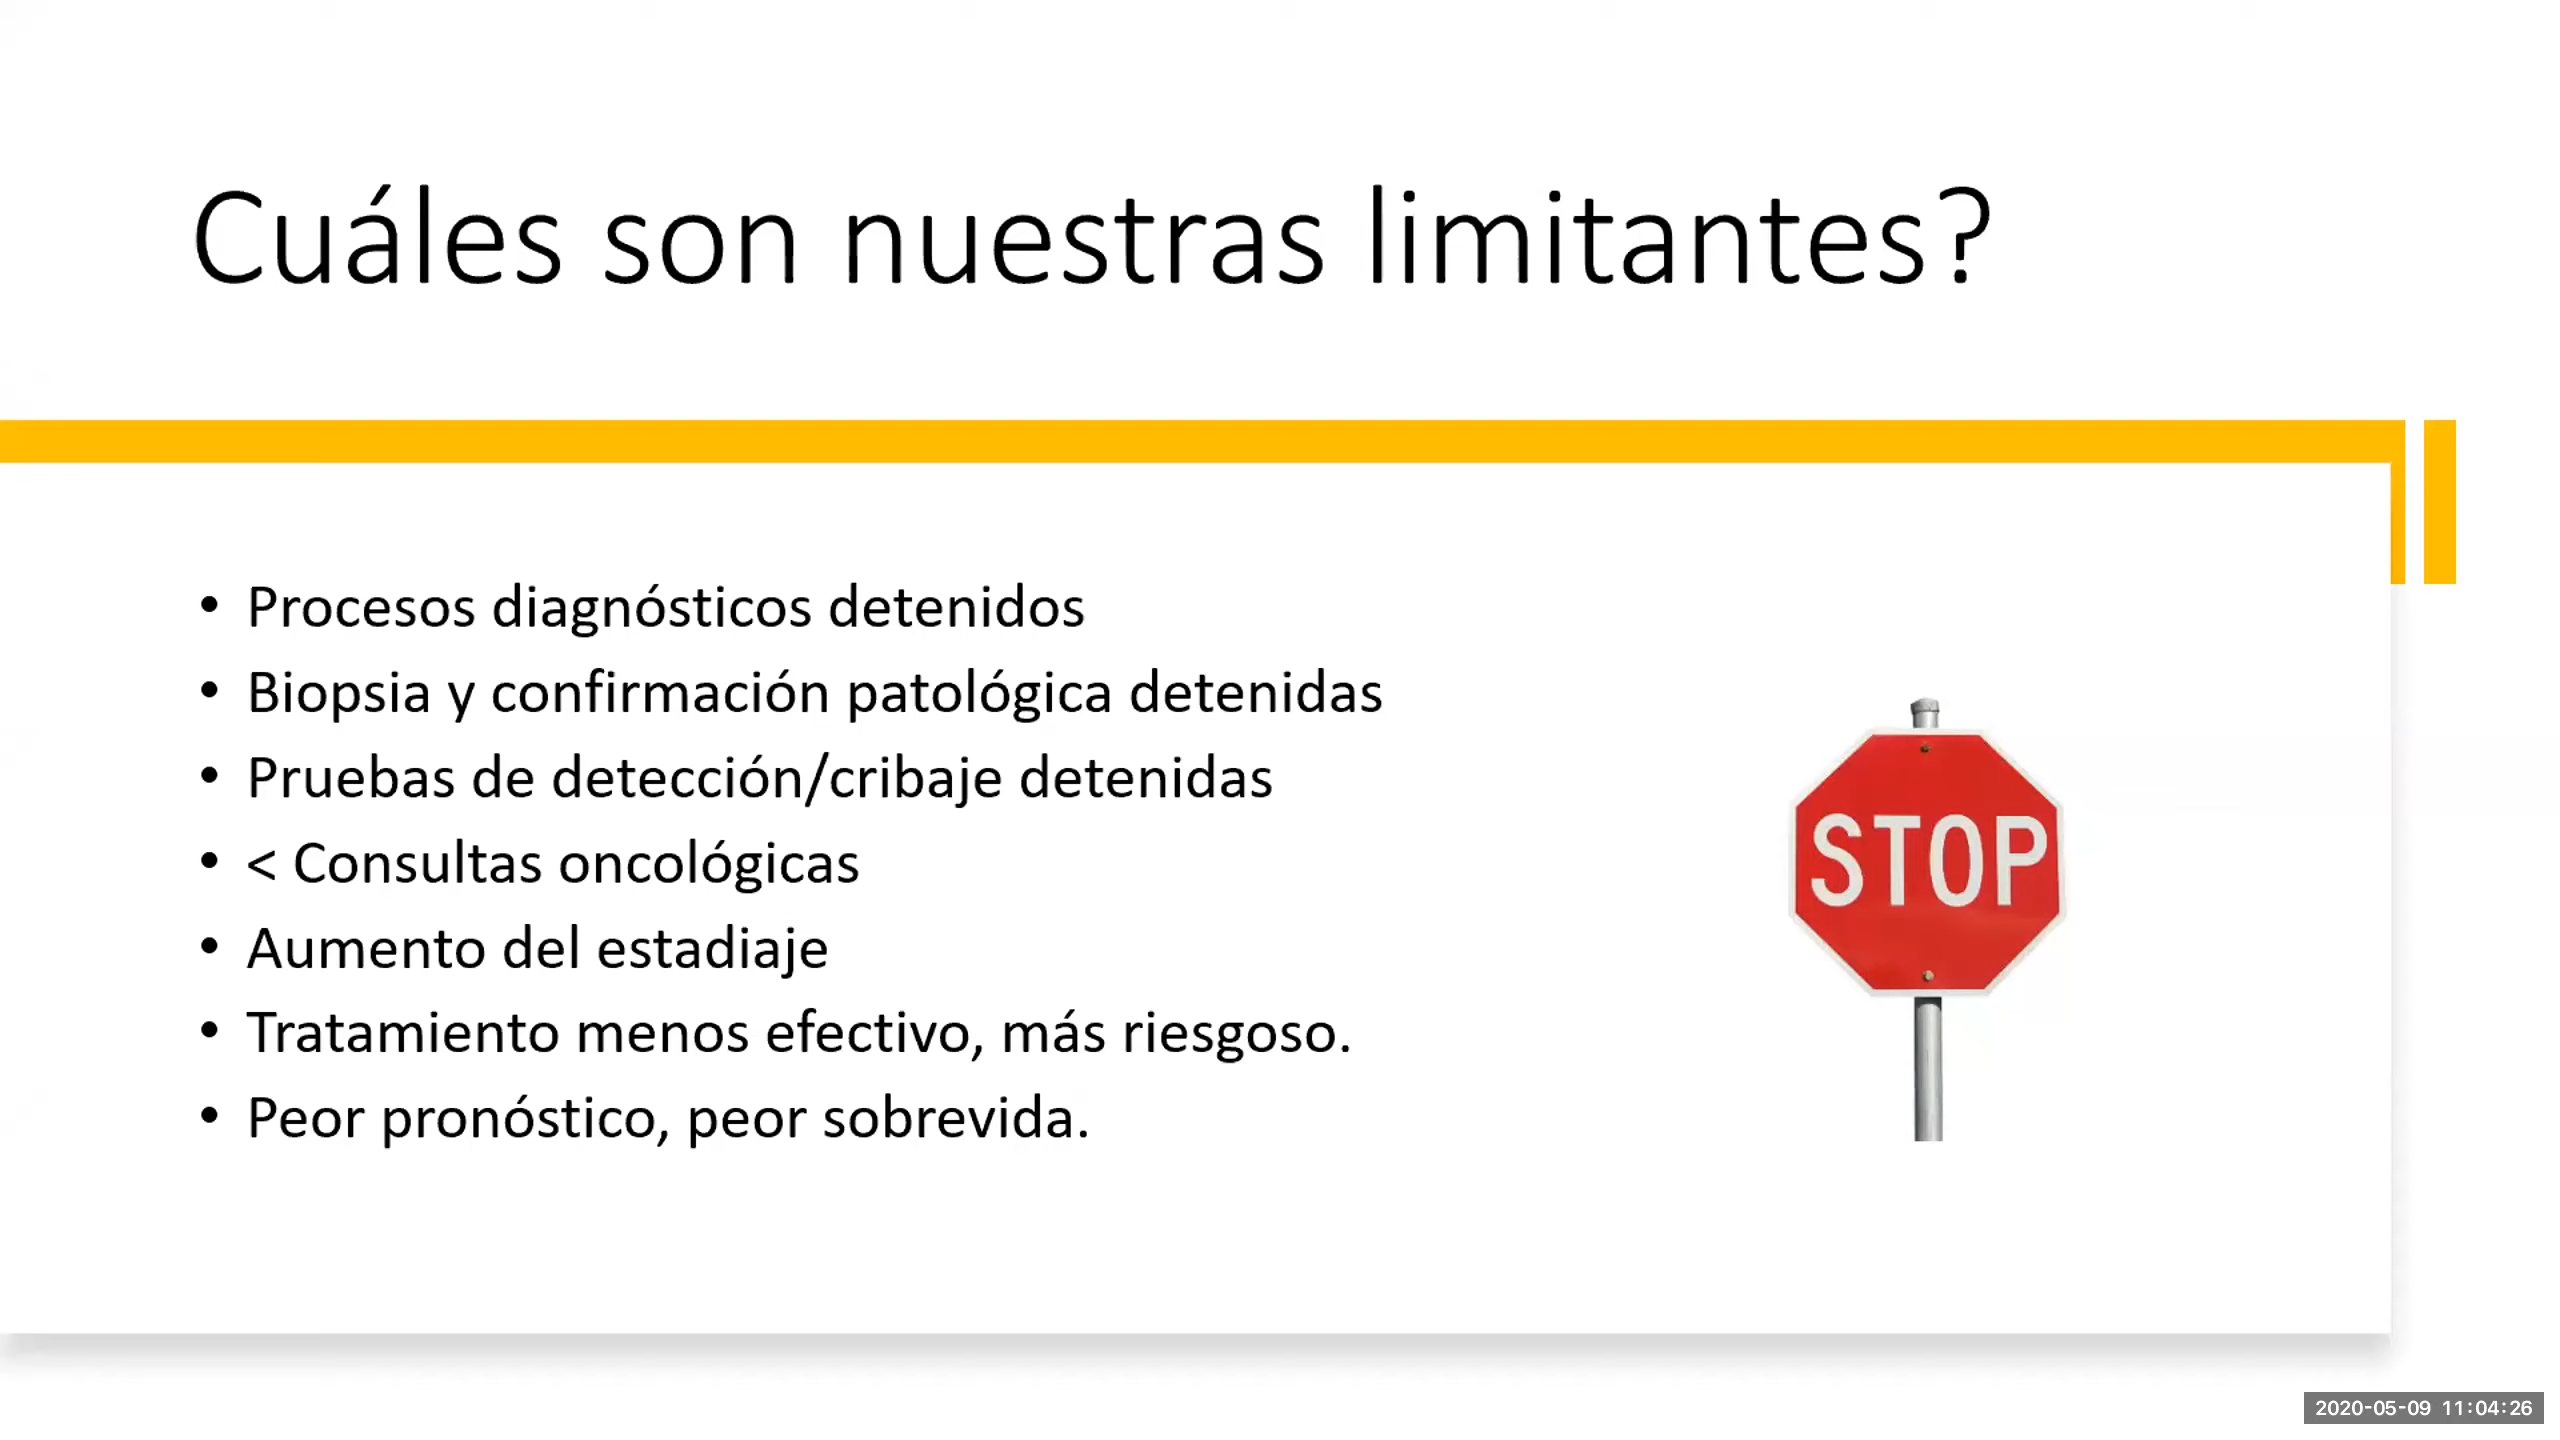 Cuáles son nuestras limitantes?
• Procesos diagnósticos detenidos
• Biopsia y confirmación patológica detenidas
• Pruebas de detección/cribaje detenidas
• < Consultas oncológicas
• Aumento del estadiaje
• Tratamiento menos efectivo, más riesgoso.
• Peor pronóstico, peor sobrevida.
STOP
2020-05-09 11:04:26